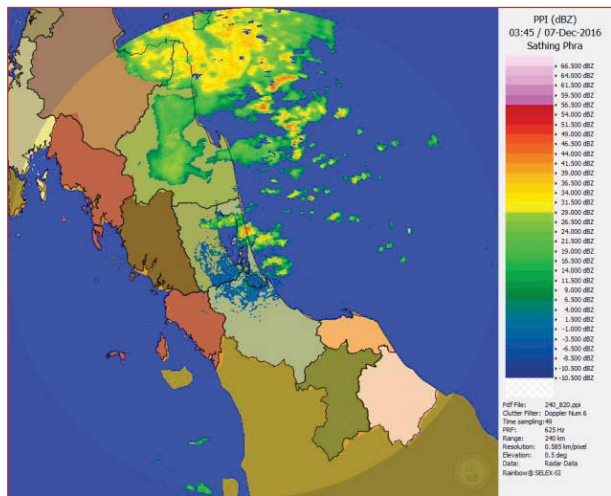 PPI (dBZ)
03:45 / 07-Dec-2016
Sathing Phra
66.500 dBZ
64.000 dBZ
61.500 dBZ
59.500 dBZ
56.500 dBZ
54.000 dBZ
51.500 dBZ
49.000 dBZ
46.500 dBZ
44.000 dBZ
41.500 dBZ
39.000 dBZ
36.500 dBZ
34.000 dBZ
31.500 dBZ
29.000 dBZ
26.500 dBZ
24.000 dBZ
21.500 dBZ
19.000 dBZ
16.500 dBZ
14.000 dBZ
11.500 dBZ
9.000 dBZ
6.500 dBZ
4.000 dBZ
1.500 dBZ
-1.000 dBZ
-3.500 dBZ
-6.500 dBZ
-8.500 dBZ
-10.500 dBZ
Pdf File: 240_820.ppi
Clutter Filter: Doppler Num 6
Time sampling: 49
PRF: 625 Hz
Range: 240 km
Resolution: 0.585 km/pixel
Elevation: 0.5 deg
Data: Radar Data
Rainbow® SELEX-SI